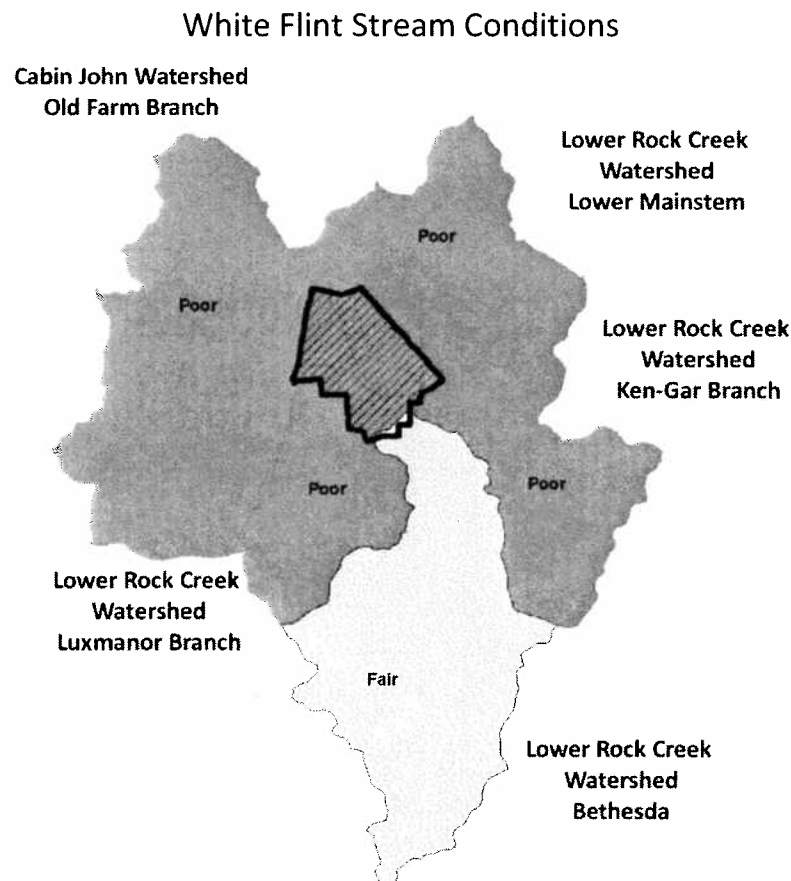 White Flint Stream Conditions
Cabin John Watershed
Old Farm Branch
Lower Rock Creek
Watershed
Lower Mainstem
Poor
Poor
Lower Rock Creek
Watershed
Ken-Gar Branch
Poor
Poor
Lower Rock Creek
Watershed
Luxmanor Branch
Fair
Lower Rock Creek
Watershed
Bethesda